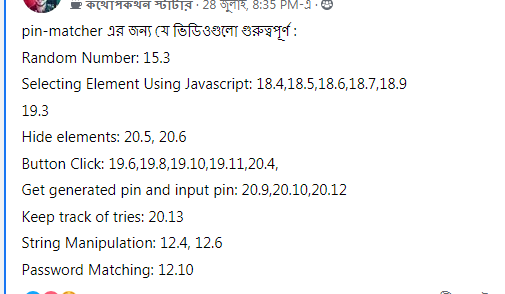 কথোপকথন স্টার্টার · 28 জুলাই, 8:35 PM-এ ·
pin-matcher এর জন্য যে ভিডিওগুলো গুরুত্বপূর্ণ :
Random Number: 15.3
Selecting Element Using Javascript: 18.4,18.5,18.6,18.7,18.9
19.3
Hide elements: 20.5, 20.6
Button Click: 19.6,19.8,19.10,19.11,20.4,
Get generated pin and input pin: 20.9,20.10,20.12
Keep track of tries: 20.13
String Manipulation: 12.4, 12.6
Password Matching: 12.10